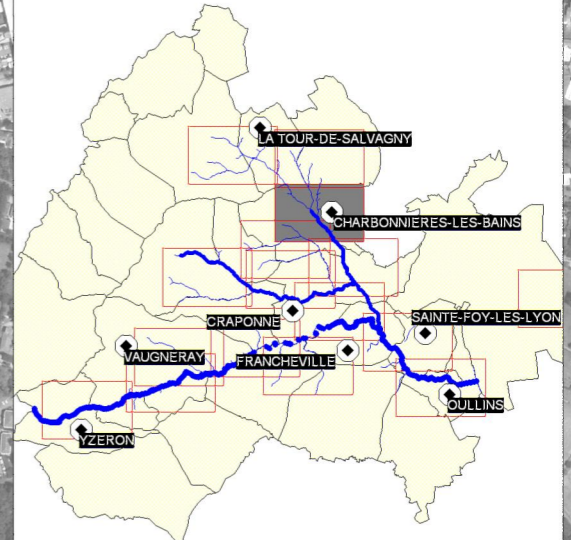 LA TOUR-DE-SALVAGNY
CHARBONNIERES-LES-BAINS
CRAPONNE
SAINTE-FOY-LES-LYON
VAUGNERAY
FRANCHEVILLE
OULLINS
YZERON